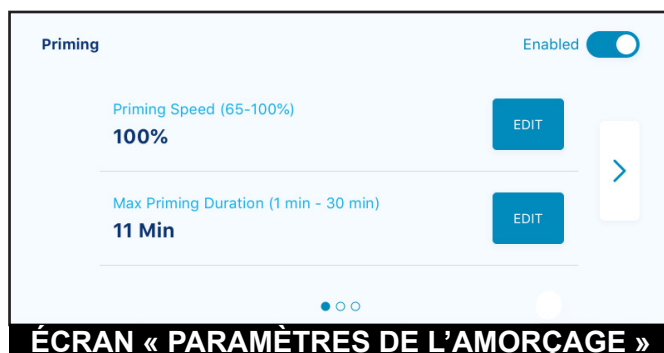 Priming
Enabled
Priming Speed (65-100%)
100%
EDIT
Max Priming Duration (1 min - 30 min)
11 Min
EDIT
ÉCRAN « PARAMÈTRES DE L’AMORÇAGE »